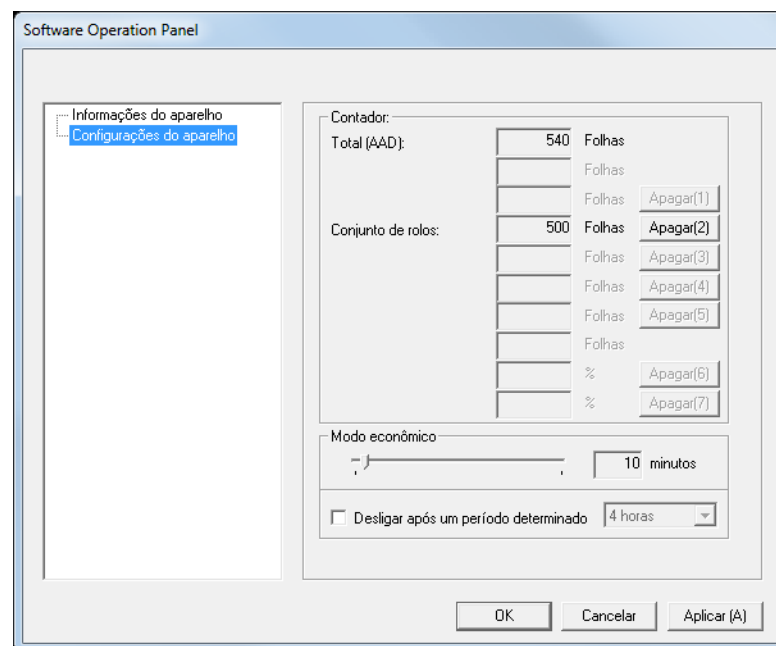 Software Operation Panel
Informações do aparelho
Configurações do aparelho
Contador:
Total (AAD): 540 Folhas
Folhas
Folhas Apagar(1)
Conjunto de rolos: 500 Folhas Apagar(2)
Folhas Apagar(3)
Folhas Apagar(4)
Folhas Apagar(5)
Folhas
% Apagar(6)
% Apagar(7)
Modo econômico
10 minutos
Desligar após um período determinado 4 horas
OK Cancelar Aplicar (A)